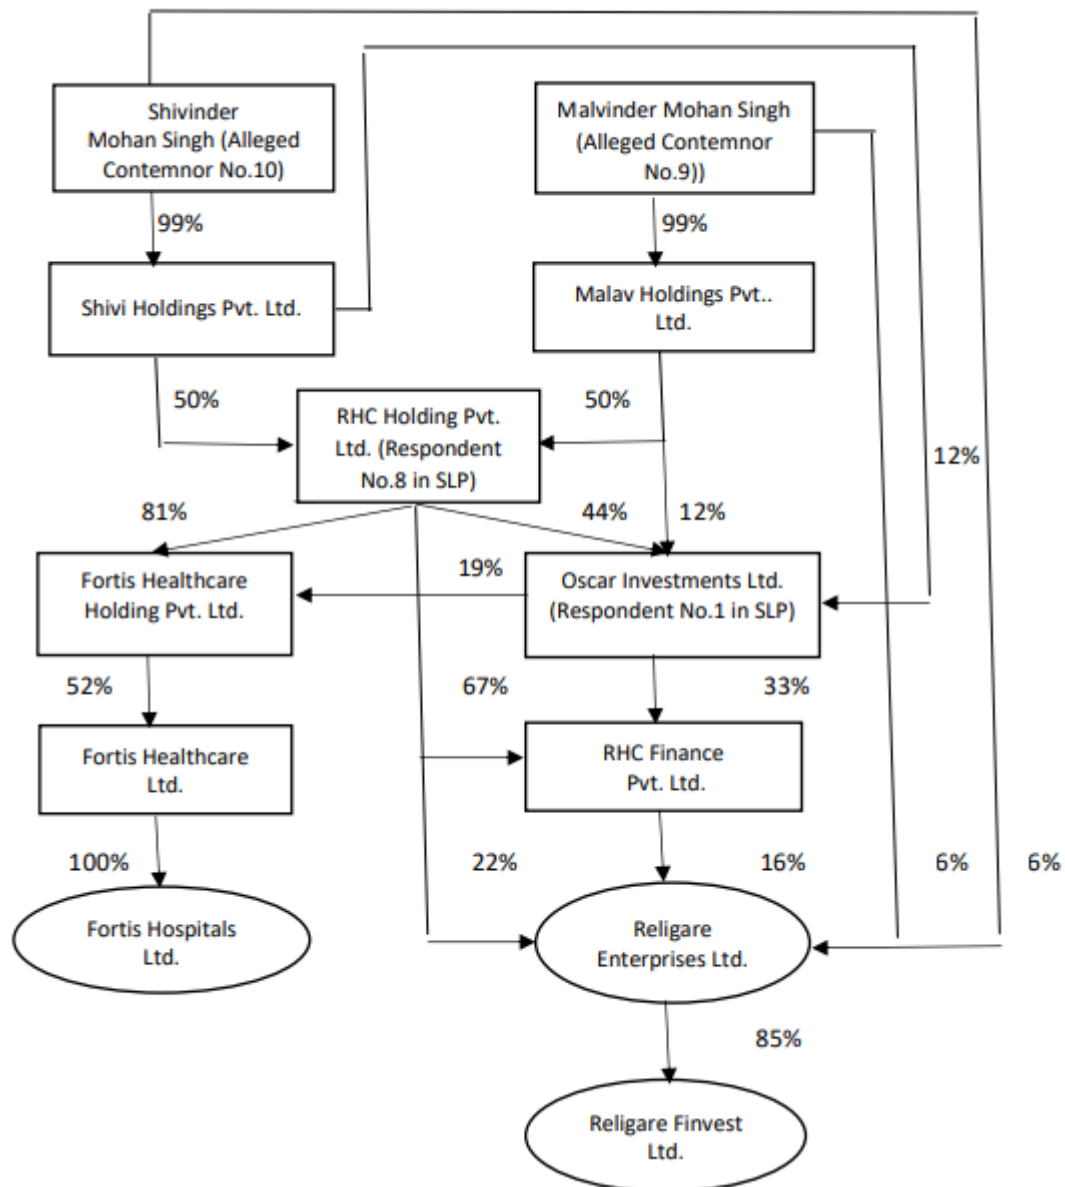 Shivinder
Mohan Singh (Alleged
Contemnor No.10)
Malvinder Mohan Singh
(Alleged Contemnor
No.9))
99%
99%
Shivi Holdings Pvt. Ltd.
Malav Holdings Pvt..
Ltd.
50%
50%
RHC Holding Pvt.
Ltd. (Respondent
No.8 in SLP)
12%
81%
44%
12%
Fortis Healthcare
Holding Pvt. Ltd.
19%
Oscar Investments Ltd.
(Respondent No.1 in SLP)
52%
67%
33%
Fortis Healthcare
Ltd.
RHC Finance
Pvt. Ltd.
100%
22%
16%
6%
6%
Fortis Hospitals
Ltd.
Religare
Enterprises Ltd.
85%
Religare Finvest
Ltd.